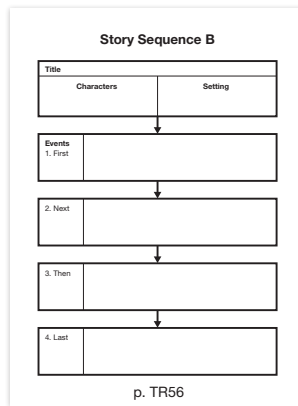 Story Sequence B
Title
Characters Setting
Events
1. First
2. Next
3. Then
4. Last
p. TR56